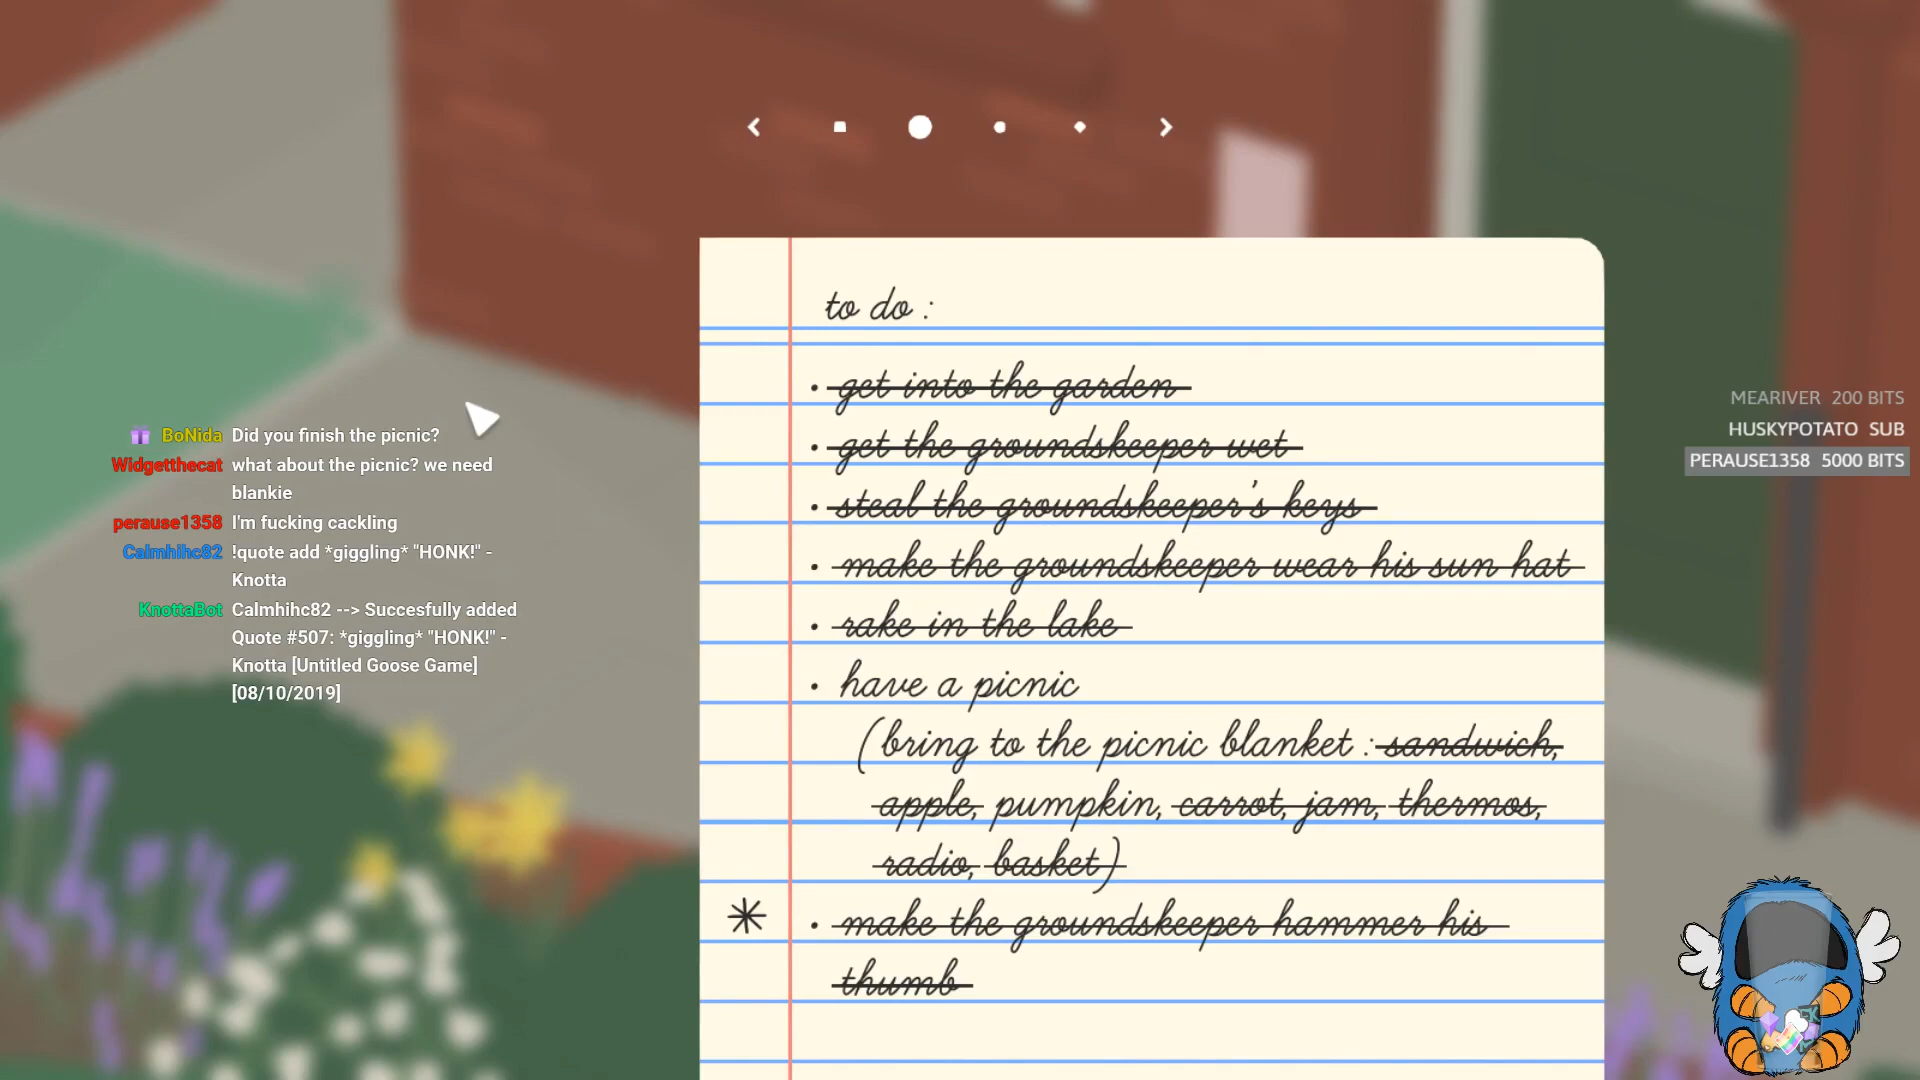 to do :
• get into the garden
• get the groundskeeper wet
• steal the groundskeeper's keys
• make the groundskeeper wear his sun hat
• rake in the lake
• have a picnic
(bring to the picnic blanket : sandwich,
apple, pumpkin, carrot, jam, thermos,
radio, basket)
• make the groundskeeper hammer his
thumb
BoNida Did you finish the picnic?
Widgetthecat what about the picnic? we need
blankie
perause1358 I'm fucking cackling
Calmhihc82 !quote add *giggling* "HONK!" -
Knotta
KnottaBot Calmhihc82 --> Succesfully added
Quote #507: *giggling* "HONK!" -
Knotta [Untitled Goose Game]
[08/10/2019]
MEARIVER 200 BITS
HUSKYPOTATO SUB
PERAUSE1358 5000 BITS